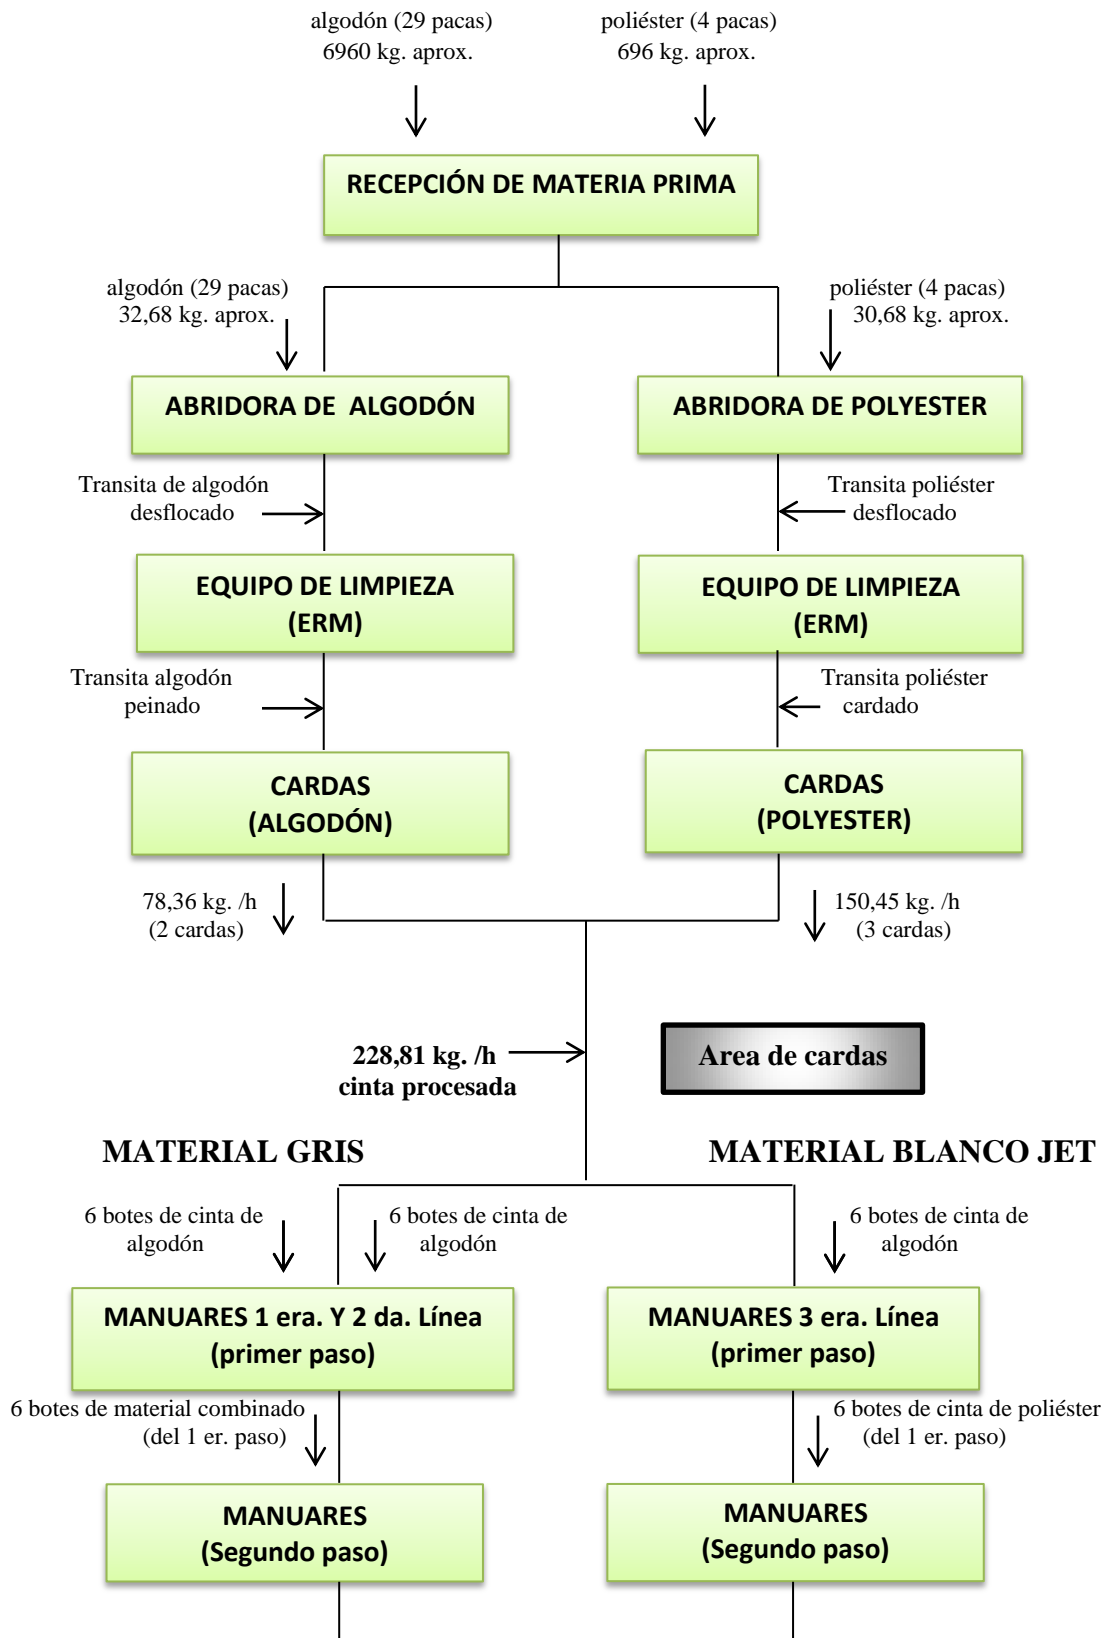 algodón (29 pacas)
6960 kg. aprox.
poliéster (4 pacas)
696 kg. aprox.
RECEPCIÓN DE MATERIA PRIMA
algodón (29 pacas)
32,68 kg. aprox.
poliéster (4 pacas)
30,68 kg. aprox.
ABRIDORA DE ALGODÓN
ABRIDORA DE POLYESTER
Transita de algodón
desflocado
Transita poliéster
desflocado
EQUIPO DE LIMPIEZA
(ERM)
EQUIPO DE LIMPIEZA
(ERM)
Transita algodón
peinado
Transita poliéster
cardado
CARDAS
(ALGODÓN)
CARDAS
(POLYESTER)
78,36 kg. /h
(2 cardas)
150,45 kg. /h
(3 cardas)
228,81 kg. /h
cinta procesada
Area de cardas
MATERIAL GRIS
MATERIAL BLANCO JET
6 botes de cinta de
algodón
6 botes de cinta de
algodón
6 botes de cinta de
algodón
MANUARES 1 era. Y 2 da. Línea
(primer paso)
MANUARES 3 era. Línea
(primer paso)
6 botes de material combinado
(del 1 er. paso)
6 botes de cinta de poliéster
(del 1 er. paso)
MANUARES
(Segundo paso)
MANUARES
(Segundo paso)